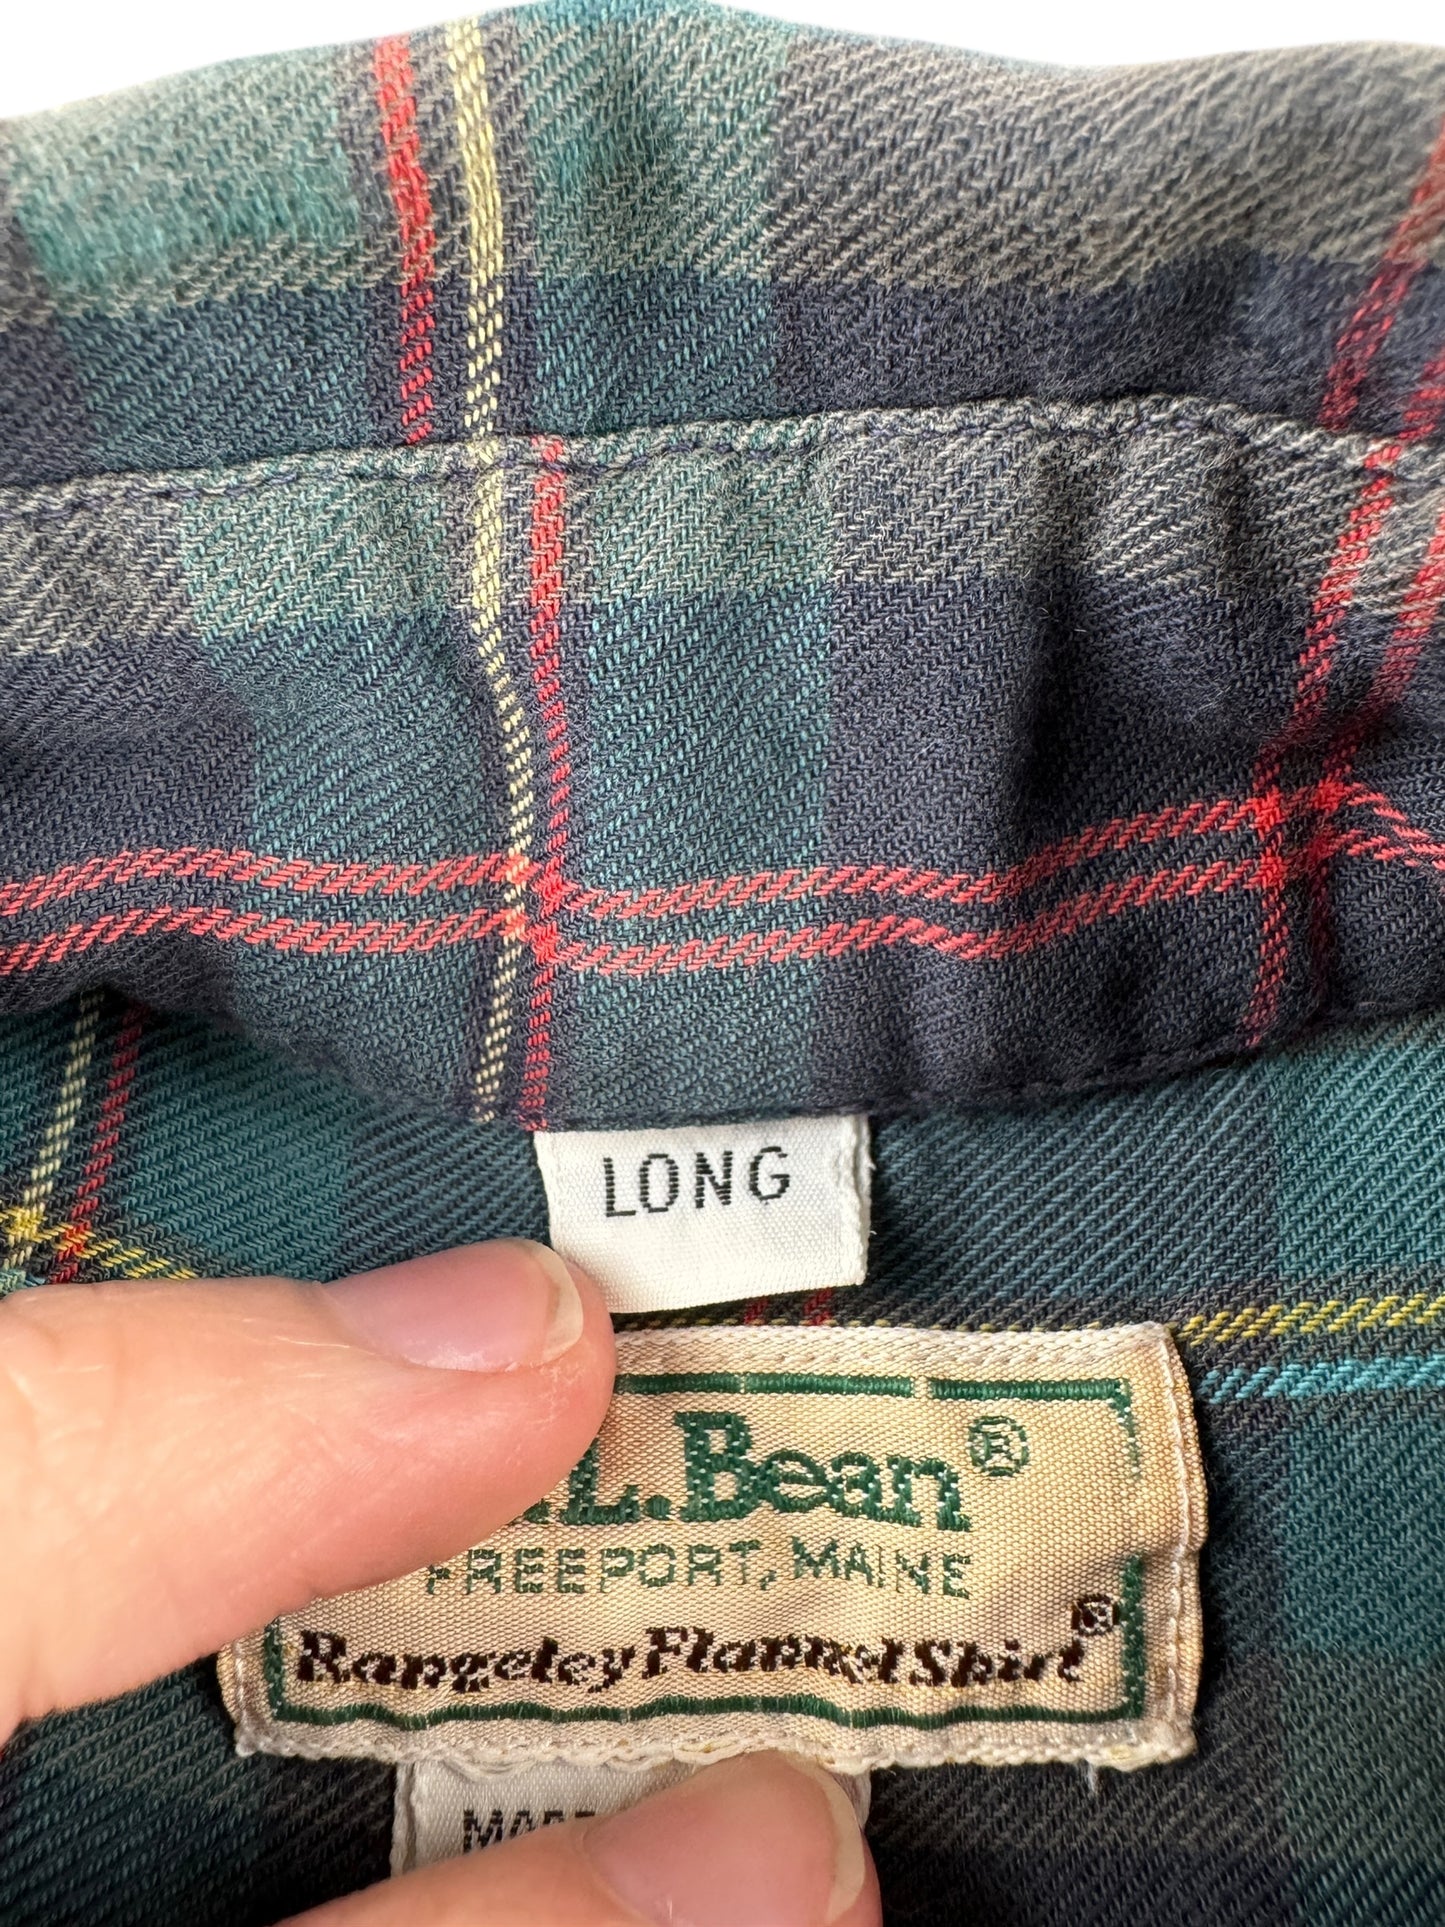 LONG
L.Bean®
FREEPORT, MAINE
Rangeley Flannel Shirt®